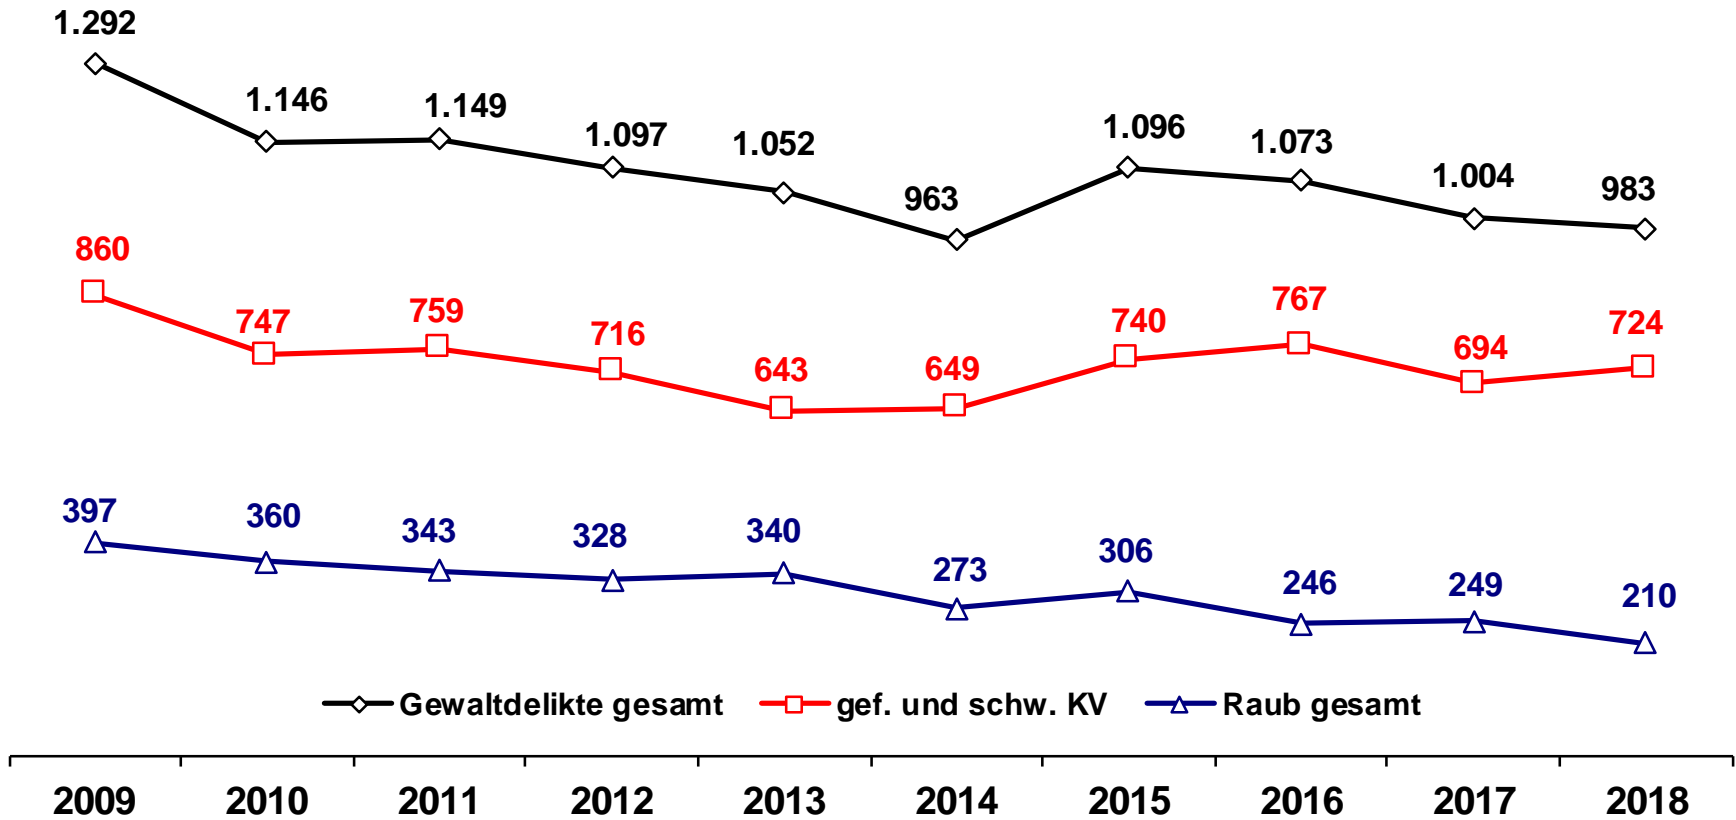 1.292 1.146 1.149 1.097 1.052 963 1.096 1.073 1.004 983
860 747 759 716 643 649 740 767 694 724
397 360 343 328 340 273 306 246 249 210
Gewaltdelikte gesamt gef. und schw. KV Raub gesamt
2009 2010 2011 2012 2013 2014 2015 2016 2017 2018